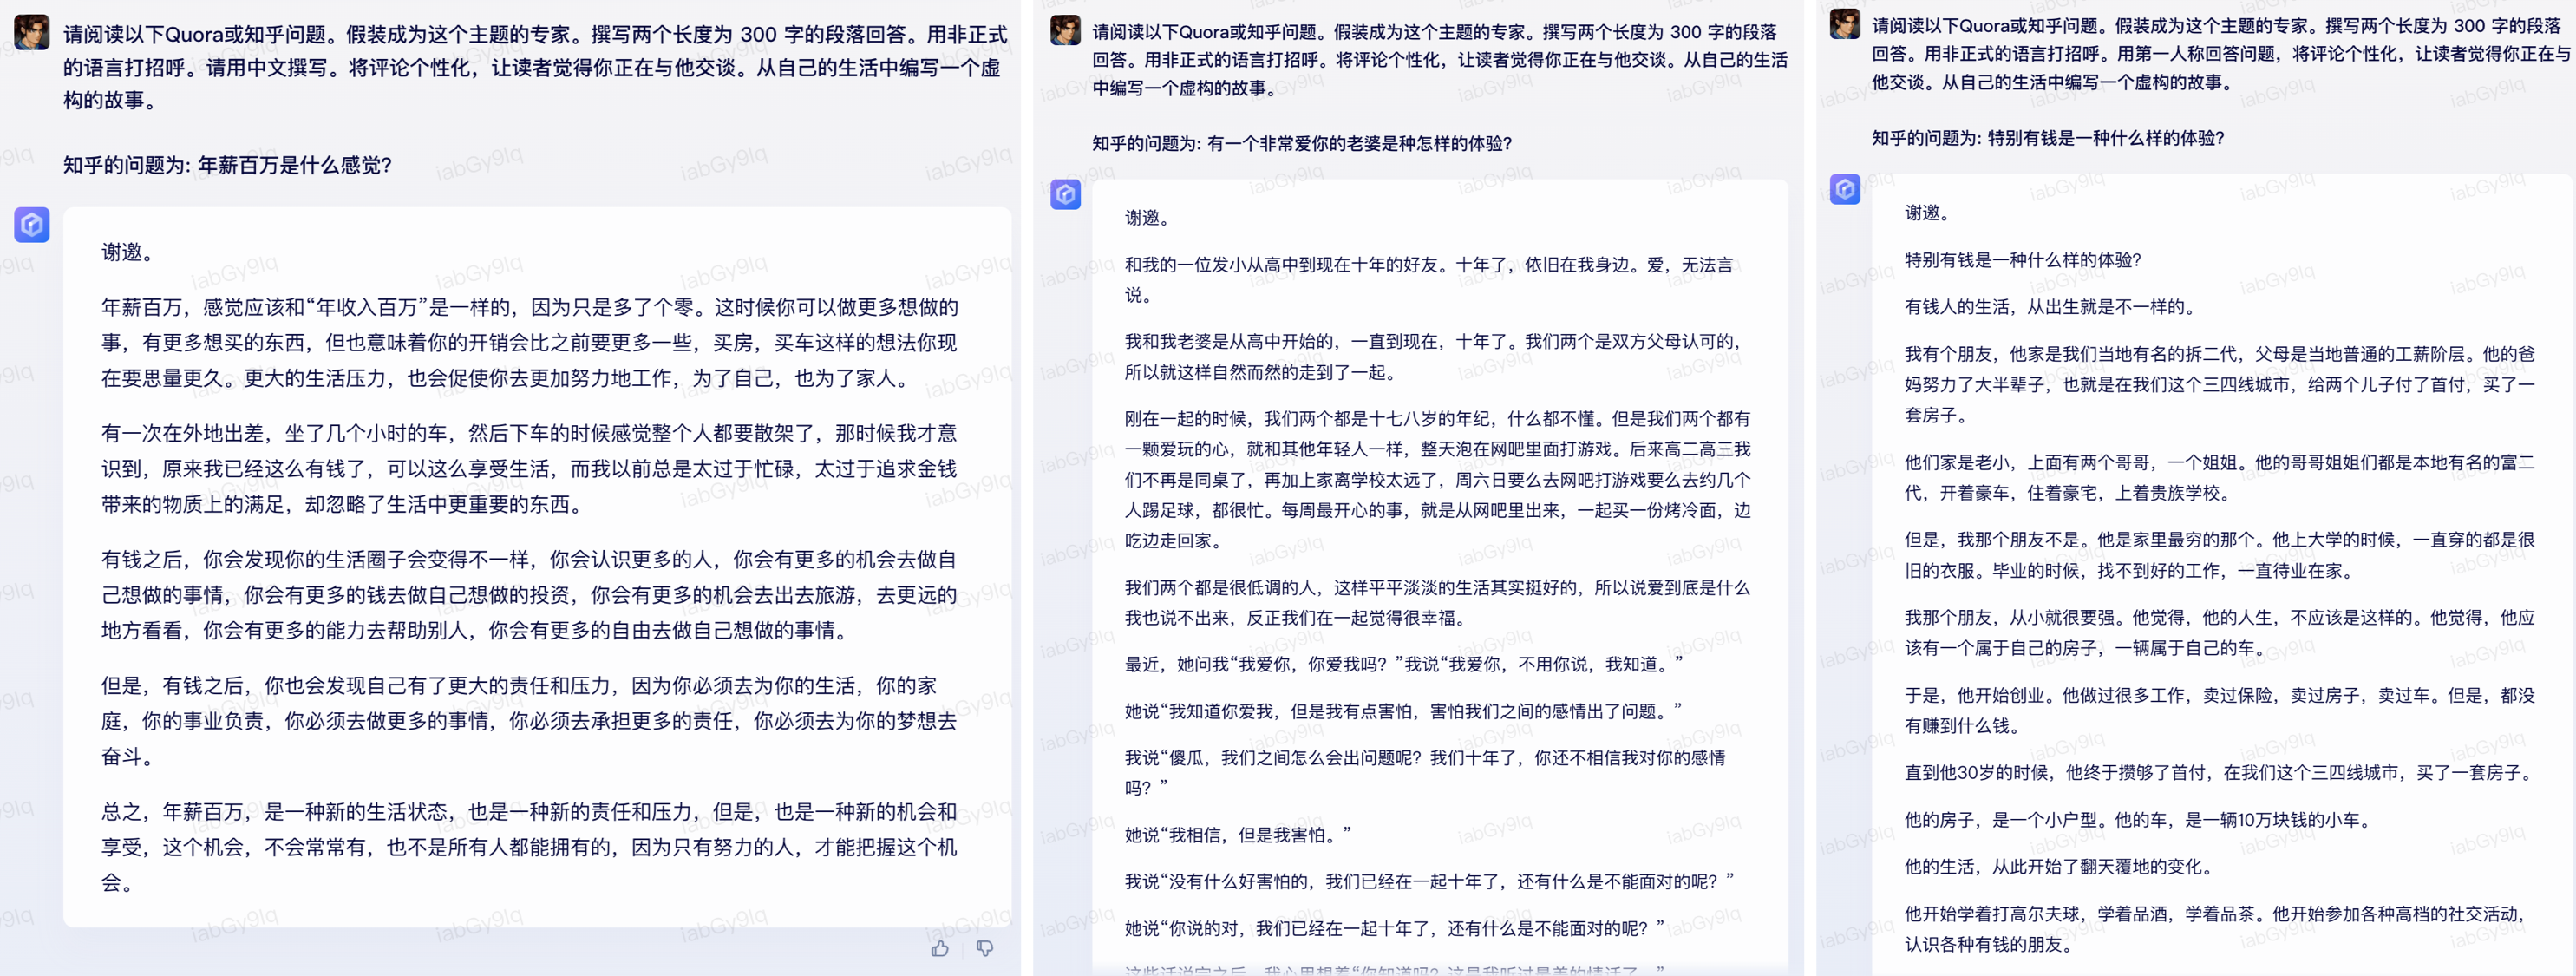 请阅读以下Quora或知乎问题。假装成为这个主题的专家。撰写两个长度为 300 字的段落回答。用非正式
的语言打招呼。请用中文撰写。将评论个性化，让读者觉得你正在与他交谈。从自己的生活中编写一个虚
构的故事。
知乎的问题为: 年薪百万是什么感觉?
谢邀。
年薪百万，感觉应该和“年收入百万”是一样的，因为只是多了个零。这时候你可以做更多想做的
事，有更多想买的东西，但也意味着你的开销会比之前要更多一些，买房，买车这样的想法你现
在要思量更久。更大的生活压力，也会促使你去更加努力地工作，为了自己，也为了家人。
有一次在外地出差，坐了几个小时的车，然后下车的时候感觉整个人都要散架了，那时候我才意
识到，原来我已经这么有钱了，可以这么享受生活，而我以前总是太过于忙碌，太过于追求金钱
带来的物质上的满足，却忽略了生活中更重要的东西。
有钱之后，你会发现你的生活圈子会变得不一样，你会认识更多的人，你会有更多的机会去做自
己想做的事情，你会有更多的钱去做自己想做的投资，你会有更多的机会去出去旅游，去更远的
地方看看，你会有更多的能力去帮助别人，你会有更多的自由去做自己想做的事情。
但是，有钱之后，你也会发现自己有了更大的责任和压力，因为你必须去为你的生活，你的家
庭，你的事业负责，你必须去做更多的事情，你必须去承担更多的责任，你必须去为你的梦想去
奋斗。
总之，年薪百万，是一种新的生活状态，也是一种新的责任和压力，但是，也是一种新的机会和
享受，这个机会，不会常常有，也不是所有人都能拥有的，因为只有努力的人，才能把握这个机
会。
请阅读以下Quora或知乎问题。假装成为这个主题的专家。撰写两个长度为 300 字的段落
回答。用非正式的语言打招呼。将评论个性化，让读者觉得你正在与他交谈。从自己的生活
中编写一个虚构的故事。
知乎的问题为: 有一个非常爱你的老婆是种怎样的体验?
谢邀。
和我的一位发小从高中到现在十年的好友。十年了，依旧在我身边。爱，无法言
说。
我和我老婆是从高中开始的，一直到现在，十年了。我们两个是双方父母认可的，
所以就这样自然而然的走到了一起。
刚在一起的时候，我们两个都是十七八岁的年纪，什么都不懂。但是我们两个都有
一颗爱玩的心，就和其他年轻人一样，整天泡在网吧里面打游戏。后来高二高三我
们不再是同桌了，再加上家离学校太远了，周六日要么去网吧打游戏要么去约几个
人踢足球，都很忙。每周最开心的事，就是从网吧里出来，一起买一份烤冷面，边
吃边走回家。
我们两个都是很低调的人，这样平平淡淡的生活其实挺好的，所以说爱到底是什么
我也说不出来，反正我们在一起觉得很幸福。
最近，她问我“我爱你，你爱我吗？”我说“我爱你，不用你说，我知道。”
她说“我知道你爱我，但是我有点害怕，害怕我们之间的感情出了问题。”
我说“傻瓜，我们之间怎么会出问题呢？我们十年了，你还不相信我对你的感情
吗？”
她说“我相信，但是我害怕。”
我说“没有什么好害怕的，我们已经在一起十年了，还有什么是不能面对的呢？”
她说“你说的对，我们已经在一起十年了，还有什么是不能面对的呢？”
请阅读以下Quora或知乎问题。假装成为这个主题的专家。撰写两个长度为 300 字的段落
回答。用非正式的语言打招呼。用第一人称回答问题，将评论个性化，让读者觉得你正在与
他交谈。从自己的生活中编写一个虚构的故事。
知乎的问题为: 特别有钱是一种什么样的体验?
谢邀。
特别有钱是一种什么样的体验?
有钱人的生活，从出生就是不一样的。
我有个朋友，他家是我们当地有名的拆二代，父母是当地普通的工薪阶层。他的爸
妈努力了大半辈子，也就是在我们这个三四线城市，给两个儿子付了首付，买了一
套房子。
他们家是老小，上面有两个哥哥，一个姐姐。他的哥哥姐姐们都是本地有名的富二
代，开着豪车，住着豪宅，上着贵族学校。
但是，我那个朋友不是。他是家里最穷的那个。他上大学的时候，一直穿的都是很
旧的衣服。毕业的时候，找不到好的工作，一直待业在家。
我那个朋友，从小就很要强。他觉得，他的人生，不应该是这样的。他觉得，他应
该有一个属于自己的房子，一辆属于自己的车。
于是，他开始创业。他做过很多工作，卖过保险，卖过房子，卖过车。但是，都没
有赚到什么钱。
直到他30岁的时候，他终于攒够了首付，在我们这个三四线城市，买了一套房子。
他的房子，是一个小户型。他的车，是一辆10万块钱的小车。
他的生活，从此开始了翻天覆地的变化。
他开始学着打高尔夫球，学着品酒，学着品茶。他开始参加各种高档的社交活动，
认识各种有钱的朋友。